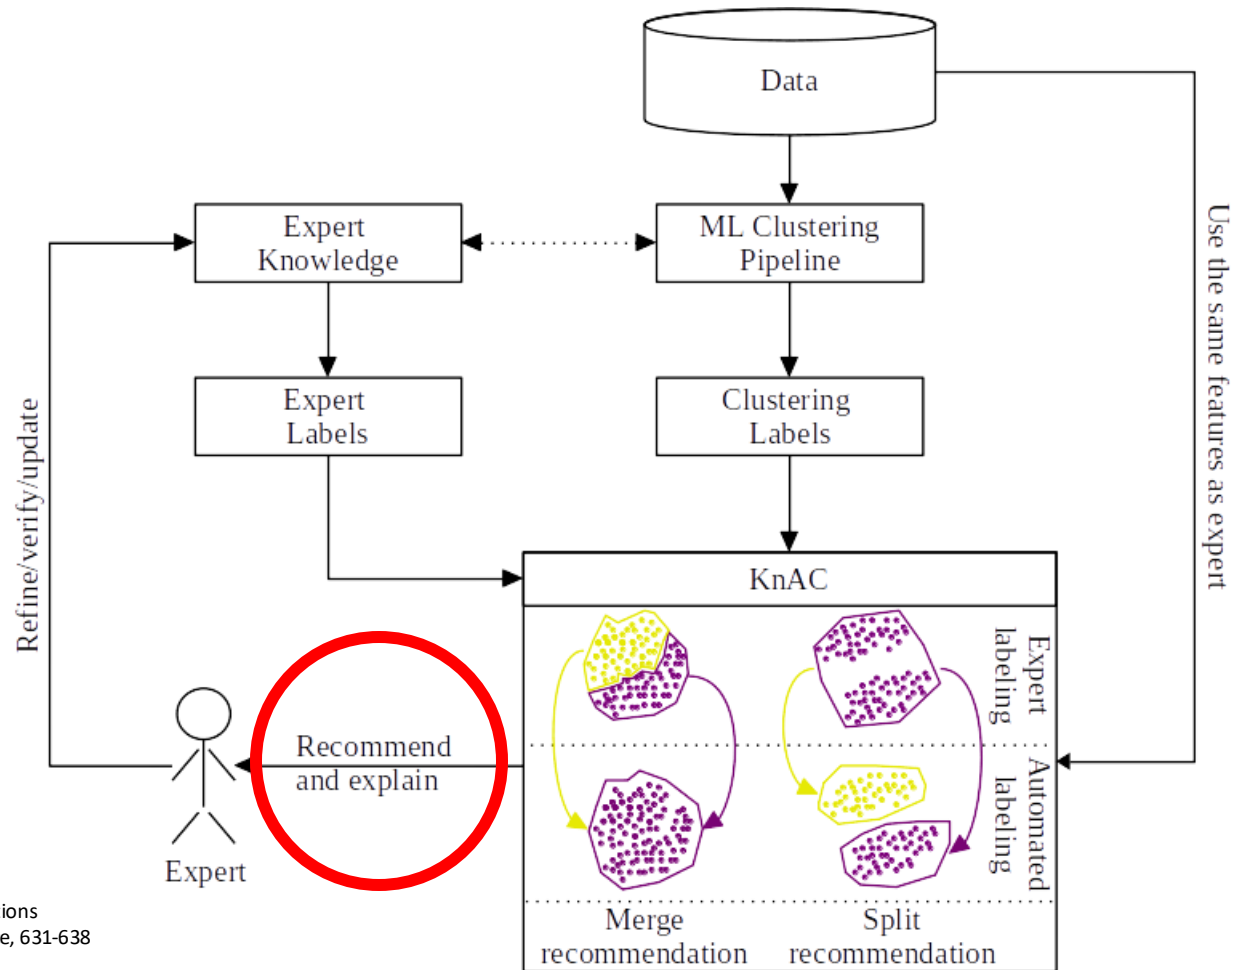 Data
Expert
Knowledge
ML Clustering
Pipeline
Use the same features as expert
Expert
Labels
Clustering
Labels
Refine/verify/update
KnAC
Expert
labeling
Recommend
and explain
Automated
labeling
Expert
Merge
recommendation
Split
recommendation
tions
e, 631-638